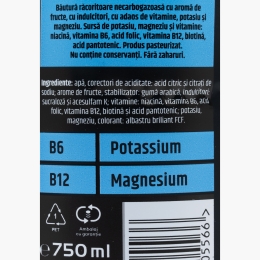 Băutură răcoritoare necarbogazoasă cu aromă de
fructe, cu îndulcitori, cu adaos de vitamine, potasiu și
magneziu. Sursă de potasiu, magneziu și vitamine:
niacină, vitamina B6, acid folic, vitamina B12, biotină,
acid pantotenic. Produs pasteurizat.
Nu conține conservanți. Fără zaharuri.
Ingrediente: apă, corectori de aciditate: acid citric și citrați de
sodiu, arome de fructe, stabilizator: gumă arabică, îndulcitori:
sucraloză și acesulfam K; vitamine: niacină, vitamina B6, acid
folic, vitamina B12, biotină și acid pantotenic, potasiu,
magneziu, colorant: albastru briliant FCF.
B6 Potassium
B12 Magnesium
1
PET
Ambalaj
cu garanție
e 750 ml
05566